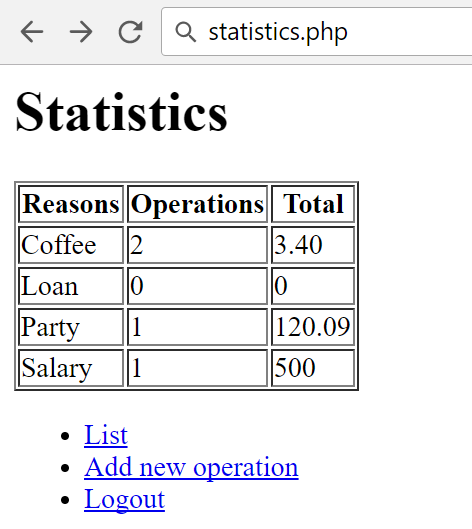 statistics.php
Statistics
Reasons Operations Total
Coffee 2 3.40
Loan 0 0
Party 1 120.09
Salary 1 500
List
Add new operation
Logout